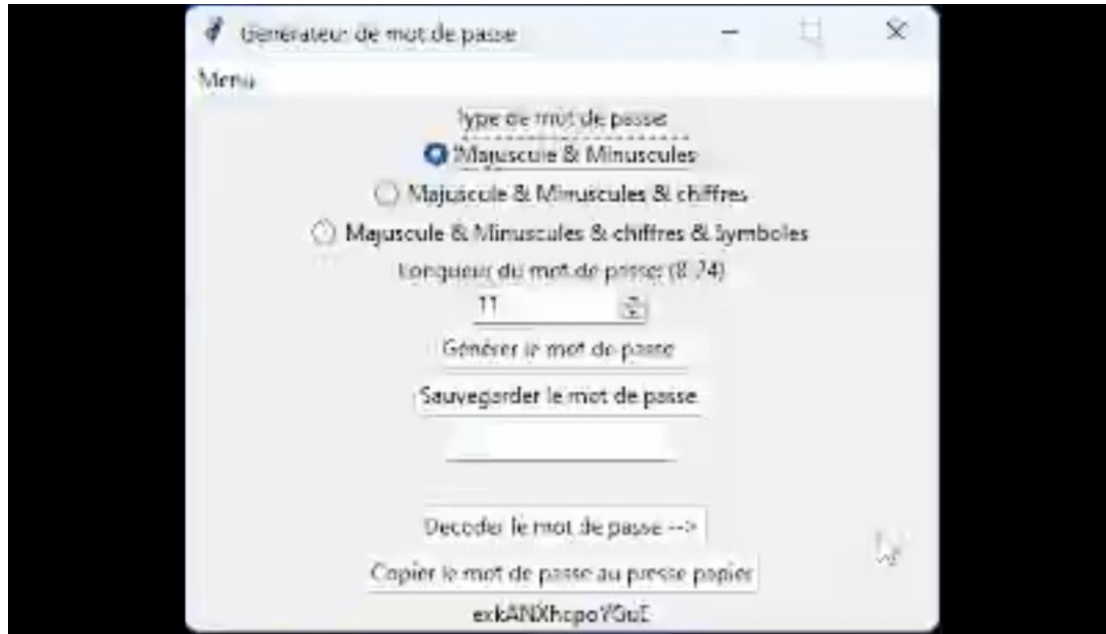 Générateur de mot de passe
Menu
Type de mot de passe:
Majuscule & Minuscules
Majuscule & Minuscules & chiffres
Majuscule & Minuscules & chiffres & Symboles
Longueur du mot de passe: (8-24)
11
Générer le mot de passe
Sauvegarder le mot de passe
Decoder le mot de passe -->
Copier le mot de passe au presse papier